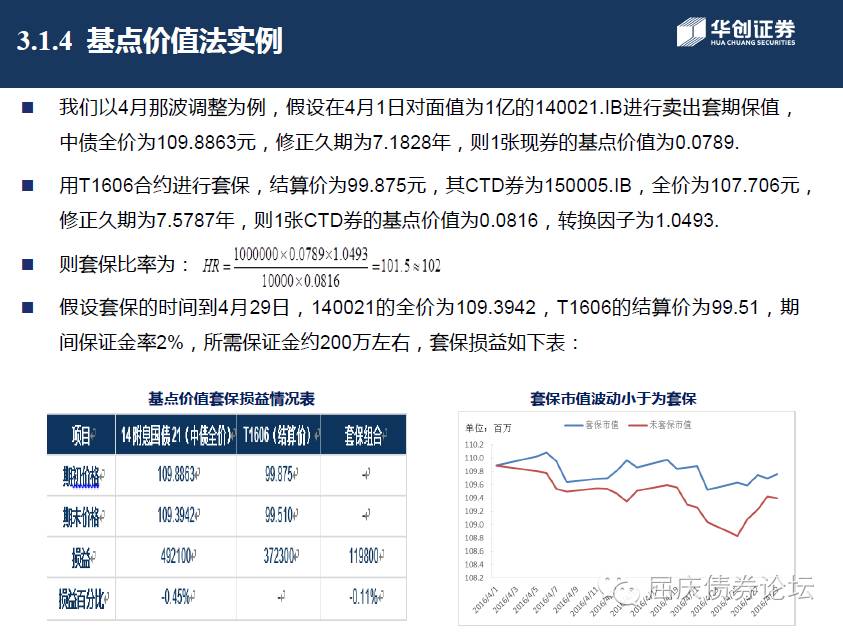 3.1.4 基点价值法实例
华创证券
HUA CHUANG SECURITIES
我们以4月那波调整为例，假设在4月1日对面值为1亿的140021.IB进行卖出套期保值，
中债全价为109.8863元，修正久期为7.1828年，则1张现券的基点价值为0.0789.
用T1606合约进行套保，结算价为99.875元，其CTD券为150005.IB，全价为107.706元，
修正久期为7.5787年，则1张CTD券的基点价值为0.0816，转换因子为1.0493.
则套保比率为： HR=1000000×0.0789×1.0493/10000×0.0816=101.5≈102
假设套保的时间到4月29日，140021的全价为109.3942，T1606的结算价为99.51，期
间保证金率2%，所需保证金约200万左右，套保损益如下表：
基点价值套保损益情况表
项目 14附息国债21（中债全价） T1606（结算价） 套保组合
期初价格 109.8863 99.875 -
期末价格 109.3942 99.510 -
损益 492100 372300 119800
损益百分比 -0.45% - -0.11%
套保市值波动小于为套保
单位：百万 套保市值 未套保市值
110.2
110.0
109.8
109.6
109.4
109.2
109.0
108.8
108.6
108.4
108.2
2016/4/1 2016/4/3 2016/4/5 2016/4/7 2016/4/9 2016/4/11
屈庆债券论坛